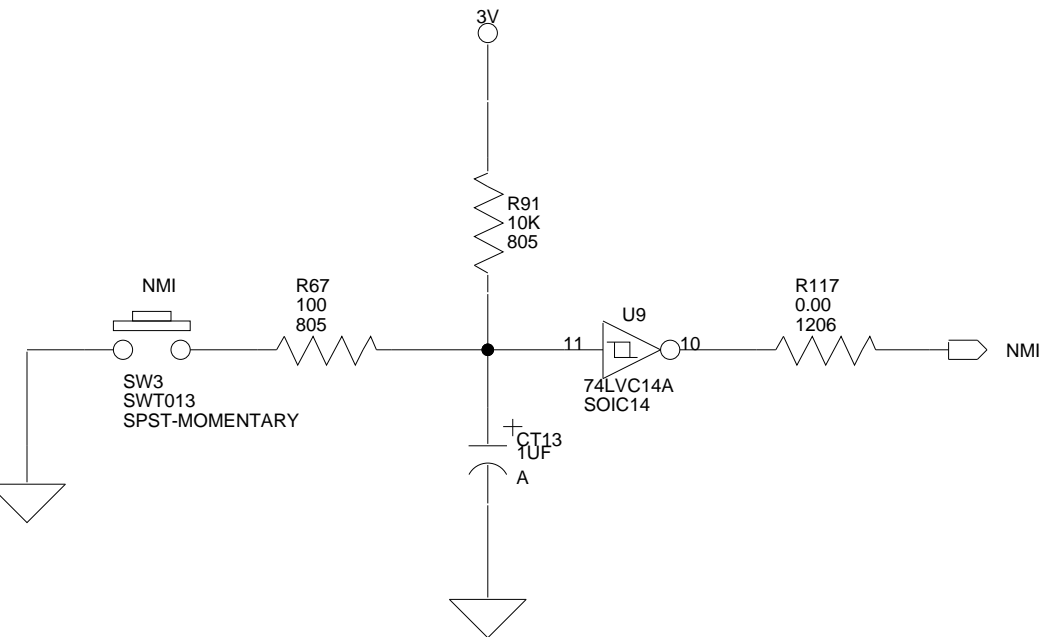 3V
R91
10K
805
NMI
R67
100
805
SW3
SWT013
SPST-MOMENTARY
U9
11
10
74LVC14A
SOIC14
R117
0.00
1206
NMI
CT13
1UF
A